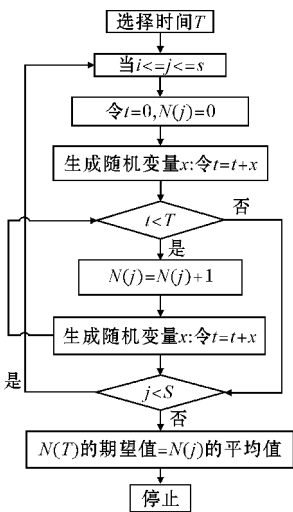 选择时间T
当i<=j<=s
令t=0,N(j)=0
生成随机变量x:令t=t+x
t<T
否
是
N(j)=N(j)+1
生成随机变量x:令t=t+x
是
j<S
否
N(T)的期望值=N(j)的平均值
停止